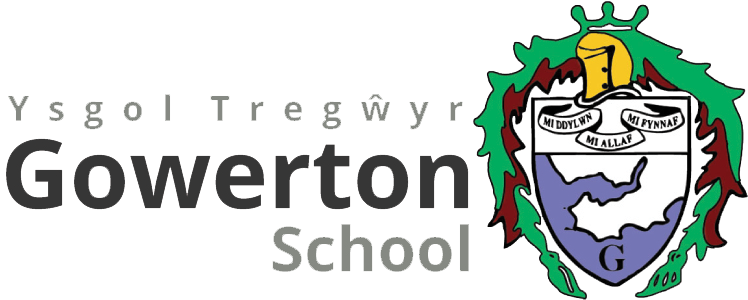 Ysgol Tregŵyr
Gowerton
School
MI DDYLWN
MI ALLAF
MI FYNNAF
G